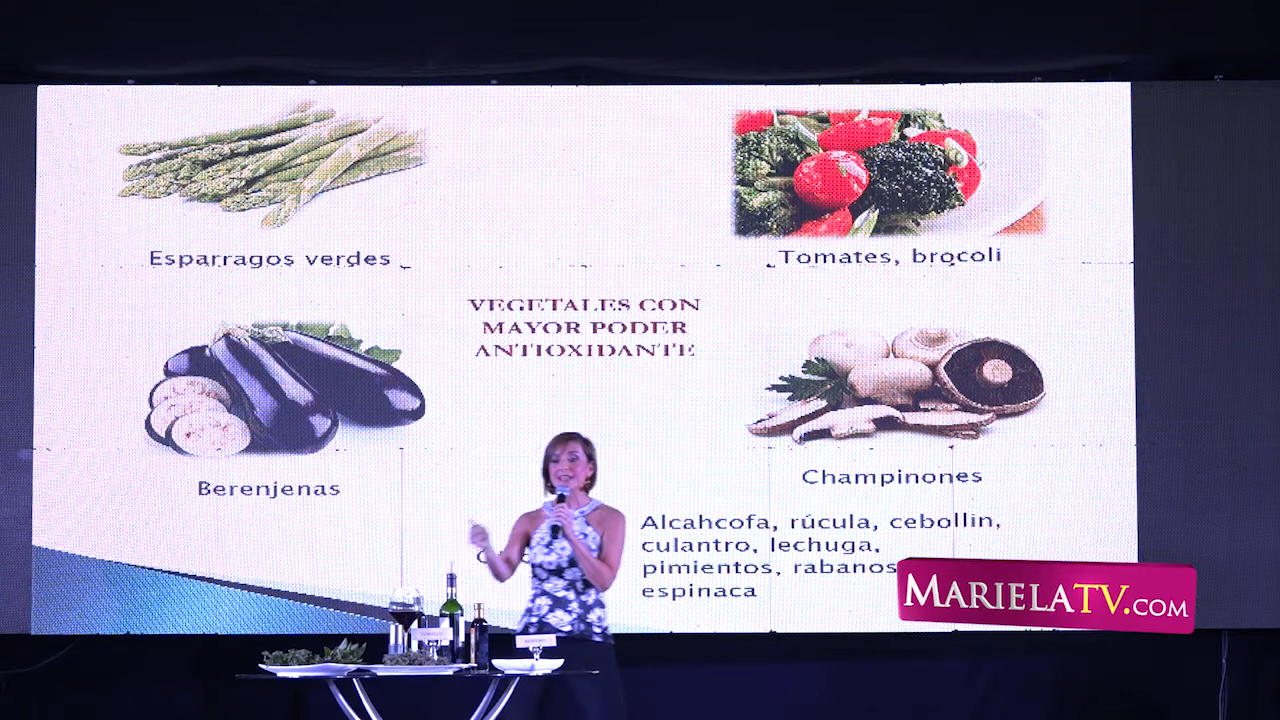 Esparragos verdes
Tomates, brocoli
VEGETALES CON
MAYOR PODER
ANTIOXIDANTE
Berenjenas
Champinones
Alcahcofa, rúcula, cebollin,
culantro, lechuga,
pimientos, rabanos
espinaca
MARIELATV.COM